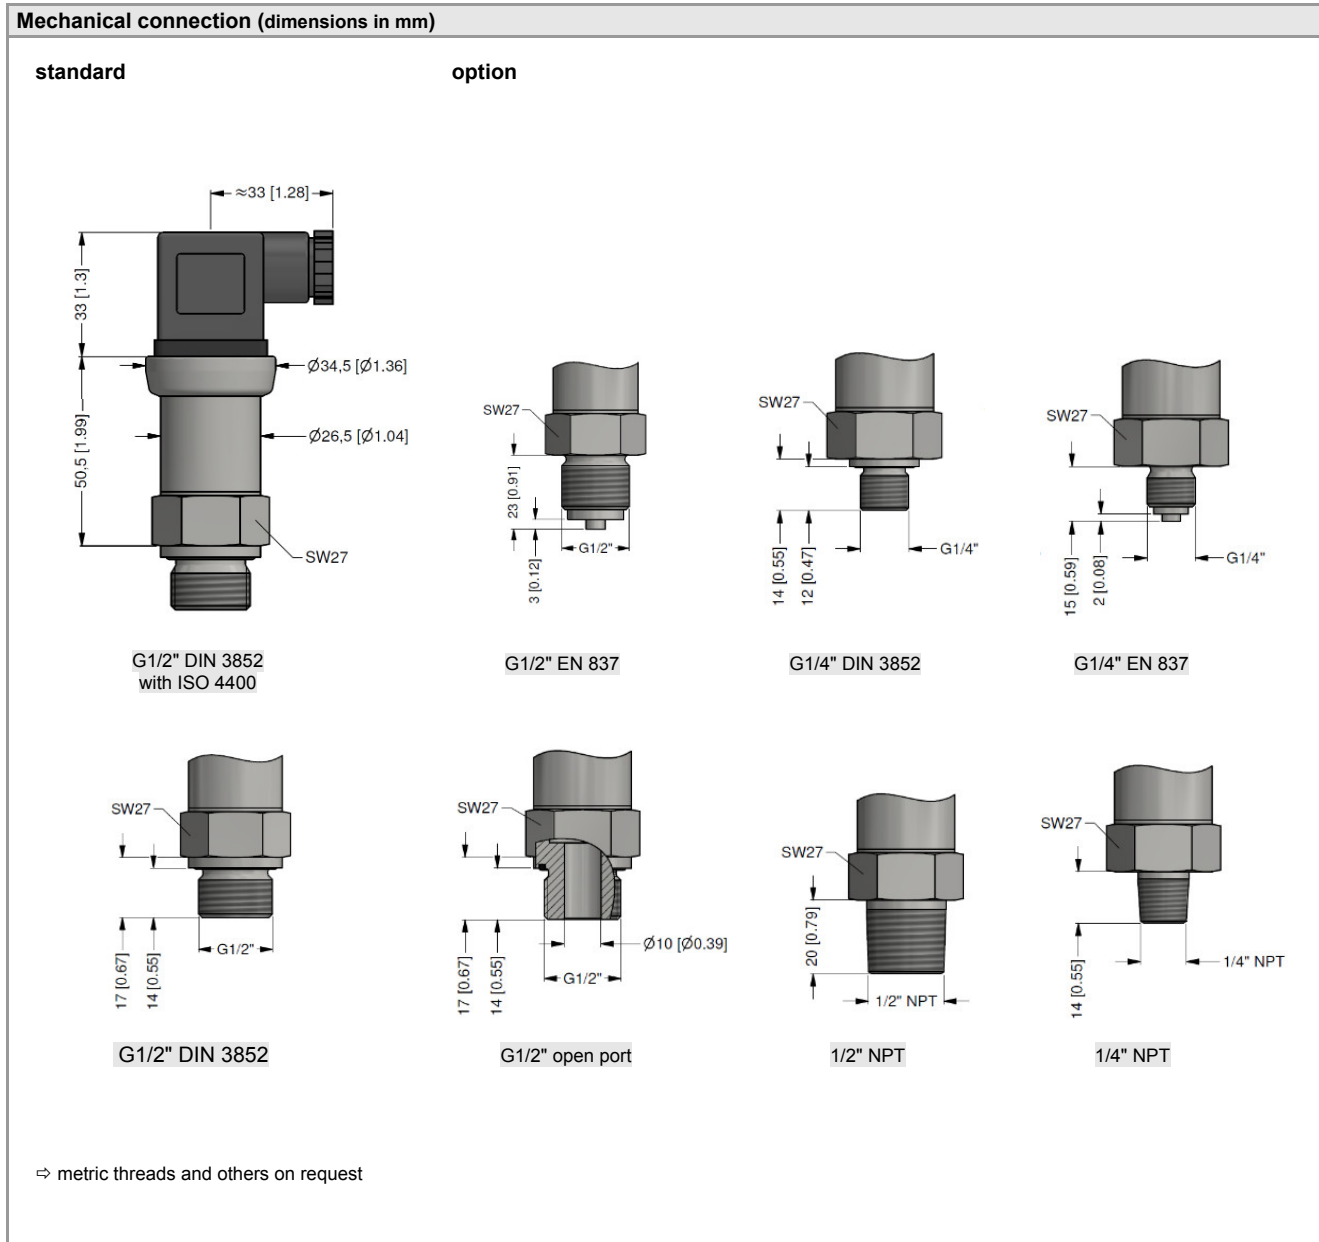 Mechanical connection (dimensions in mm)
standard
option
≈33 [1.28]
33 [1.3]
Ø34,5 [Ø1.36]
50,5 [1.99]
Ø26,5 [Ø1.04]
SW27
G1/2" DIN 3852
with ISO 4400
SW27
23 [0.91]
3 [0.12]
G1/2"
G1/2" EN 837
SW27
14 [0.55]
12 [0.47]
G1/4"
G1/4" DIN 3852
SW27
15 [0.59]
2 [0.08]
G1/4"
G1/4" EN 837
SW27
17 [0.67]
14 [0.55]
G1/2"
G1/2" DIN 3852
SW27
17 [0.67]
14 [0.55]
Ø10 [Ø0.39]
G1/2"
G1/2" open port
SW27
20 [0.79]
1/2" NPT
1/2" NPT
SW27
14 [0.55]
1/4" NPT
1/4" NPT
⇨ metric threads and others on request